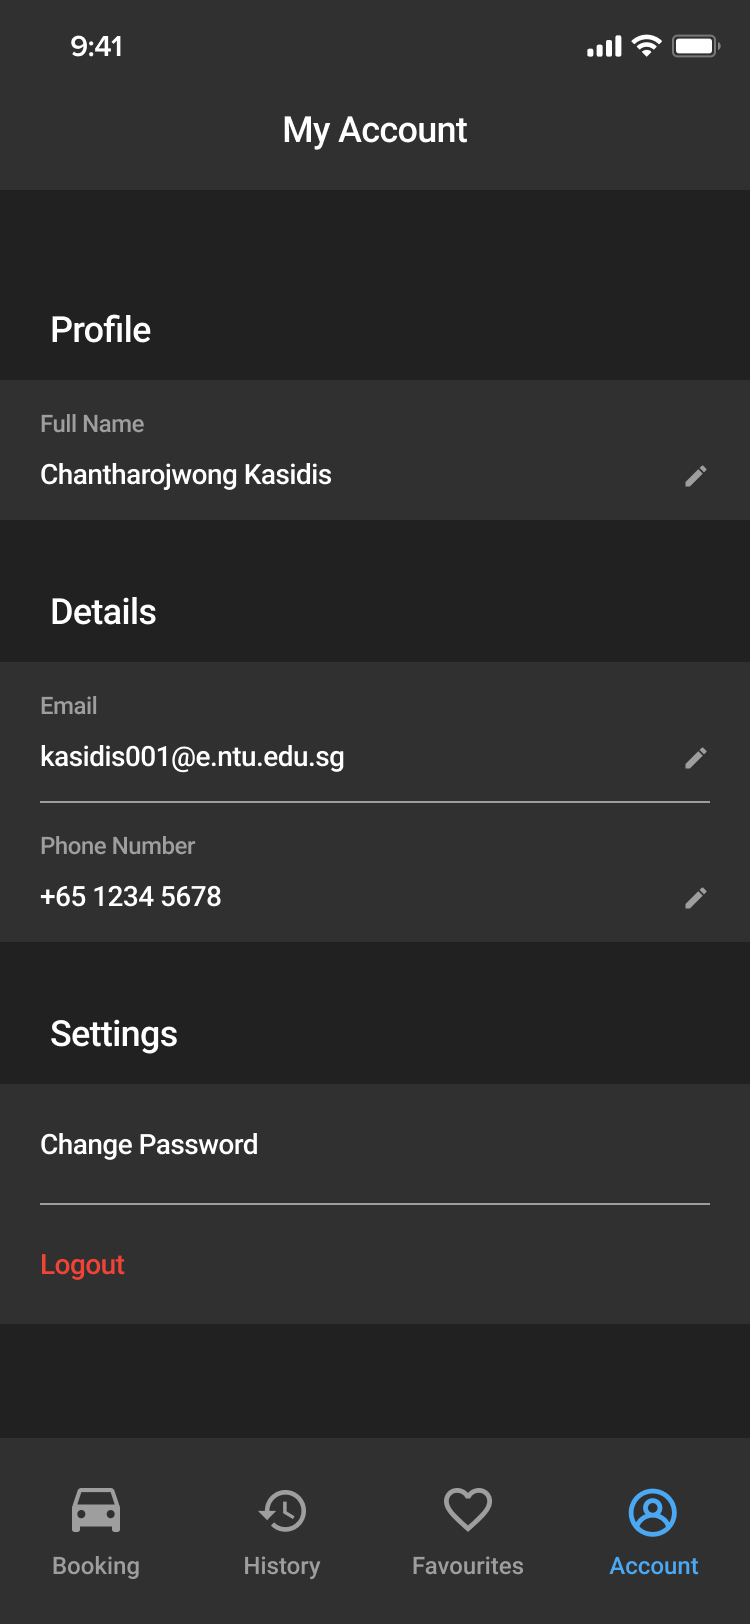 9:41
My Account
Profile
Full Name
Chantharojwong Kasidis
Details
Email
kasidis001@e.ntu.edu.sg
Phone Number
+65 1234 5678
Settings
Change Password
Logout
Booking
History
Favourites
Account